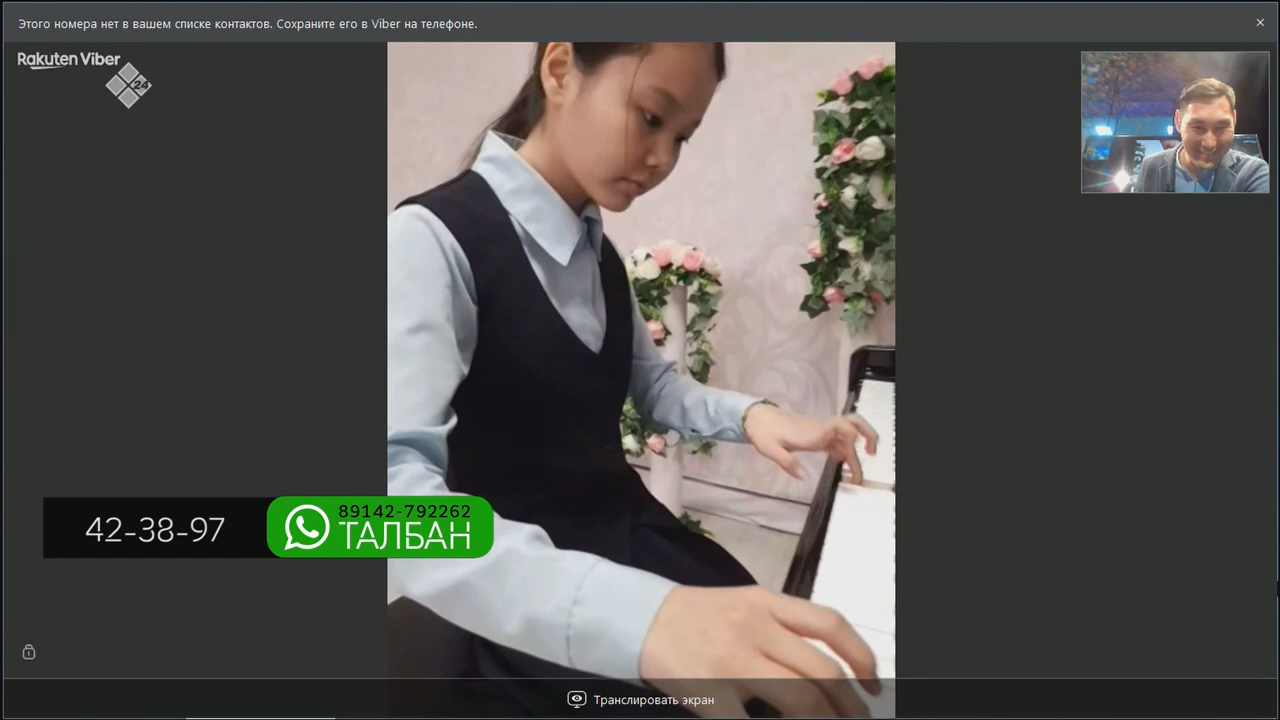 Этого номера нет в вашем списке контактов. Сохраните его в Viber на телефоне.
Rakuten Viber
X24
42-38-97
89142-792262
ТАЛБАН
Транслировать экран